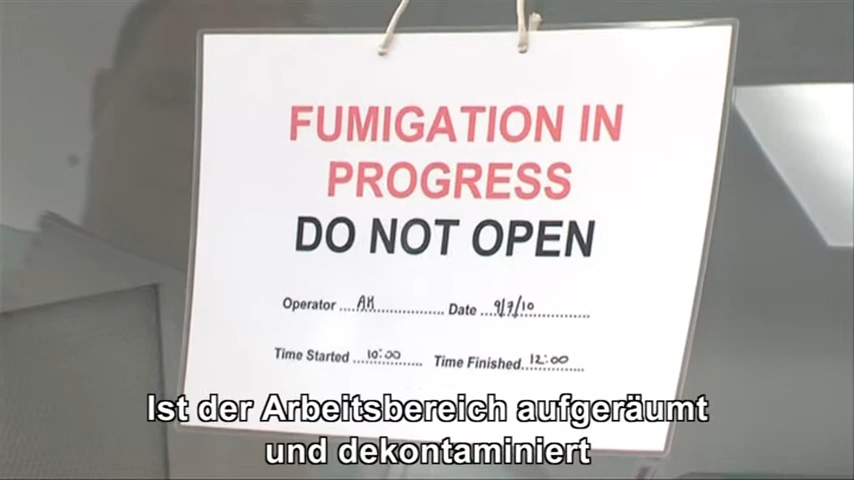 FUMIGATION IN
PROGRESS
DO NOT OPEN
Operator ....AH.................... Date ...9/7/10..............
Time Started ...10:00........ Time Finished..12:00....
Ist der Arbeitsbereich aufgeräumt
und dekontaminiert